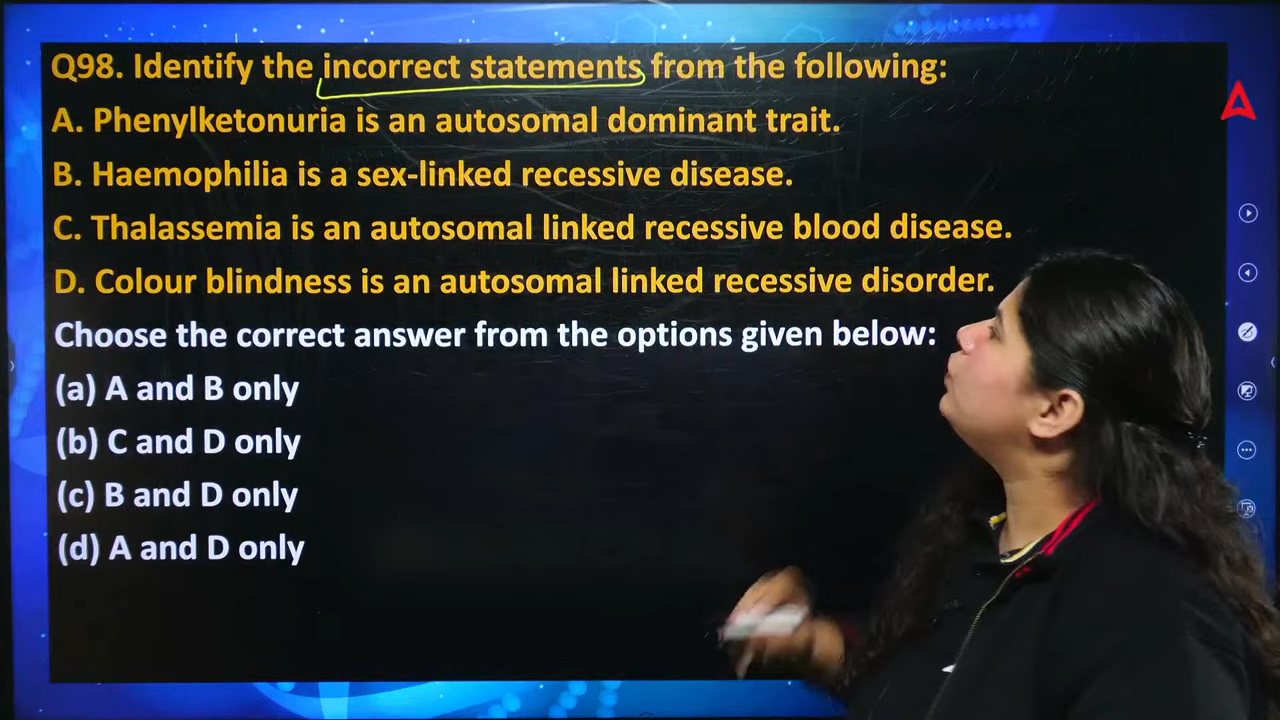 Q98. Identify the incorrect statements from the following:
A. Phenylketonuria is an autosomal dominant trait.
B. Haemophilia is a sex-linked recessive disease.
C. Thalassemia is an autosomal linked recessive blood disease.
D. Colour blindness is an autosomal linked recessive disorder.
Choose the correct answer from the options given below:
(a) A and B only
(b) C and D only
(c) B and D only
(d) A and D only